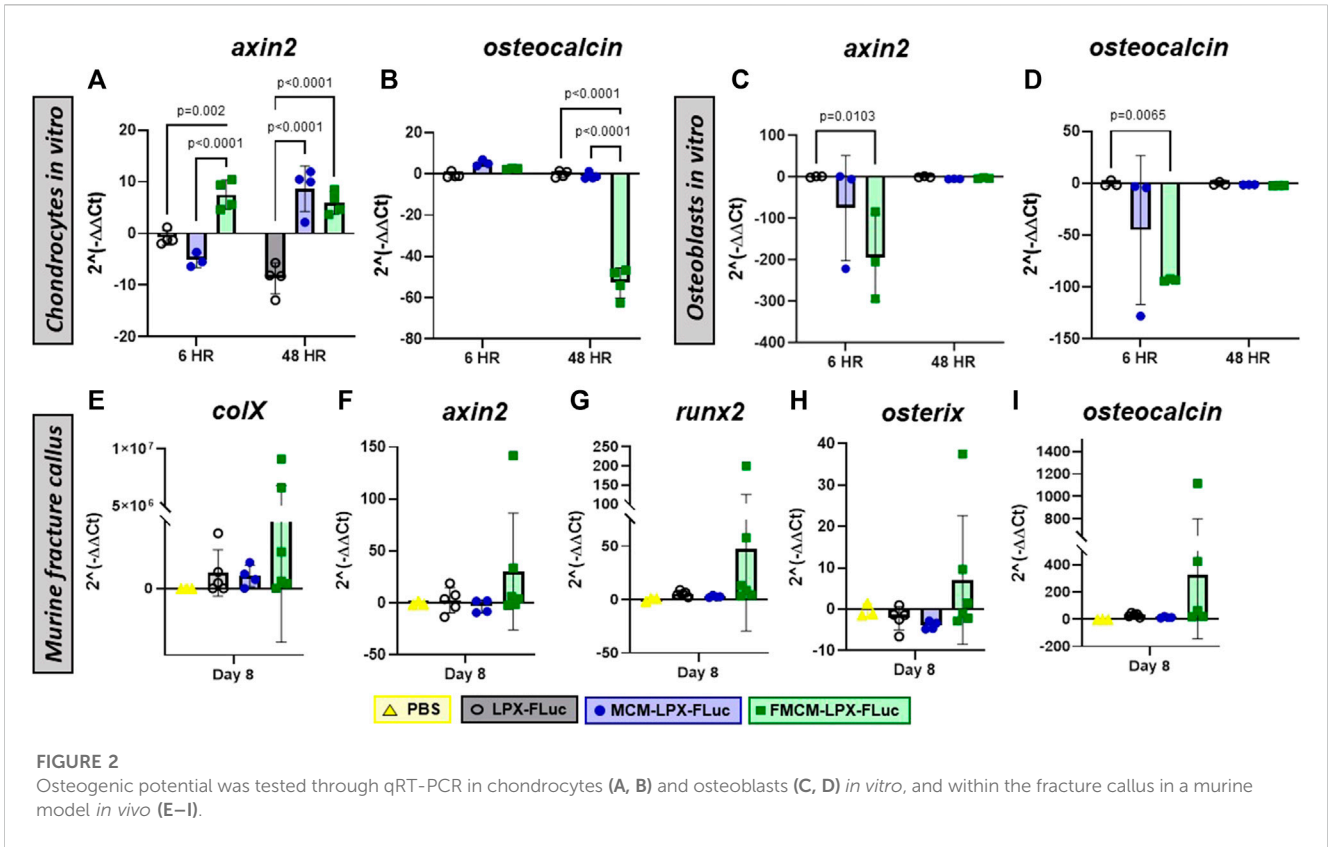 axin2
osteocalcin
axin2
osteocalcin
Chondrocytes in vitro
A
p<0.0001
p=0.002
p<0.0001
p<0.0001
2^(-ΔΔCt)
20
10
0
-10
-20
6 HR
48 HR
B
p<0.0001
p<0.0001
2^(-ΔΔCt)
20
0
-20
-40
-60
-80
6 HR
48 HR
Osteoblasts in vitro
C
p=0.0103
2^(-ΔΔCt)
100
0
-100
-200
-300
-400
6 HR
48 HR
D
p=0.0065
2^(-ΔΔCt)
50
0
-50
-100
-150
6 HR
48 HR
Murine fracture callus
E
colX
2^(-ΔΔCt)
1×10^7
5×10^6
0
Day 8
F
axin2
2^(-ΔΔCt)
150
100
50
0
-50
Day 8
G
runx2
2^(-ΔΔCt)
250
200
150
100
50
0
-50
Day 8
H
osterix
2^(-ΔΔCt)
40
30
20
10
0
-10
Day 8
I
osteocalcin
2^(-ΔΔCt)
1400
1200
1000
800
600
400
200
0
-200
Day 8
PBS
LPX-FLuc
MCM-LPX-FLuc
FMCM-LPX-FLuc
FIGURE 2
Osteogenic potential was tested through qRT-PCR in chondrocytes (A, B) and osteoblasts (C, D) in vitro, and within the fracture callus in a murine
model in vivo (E–I).